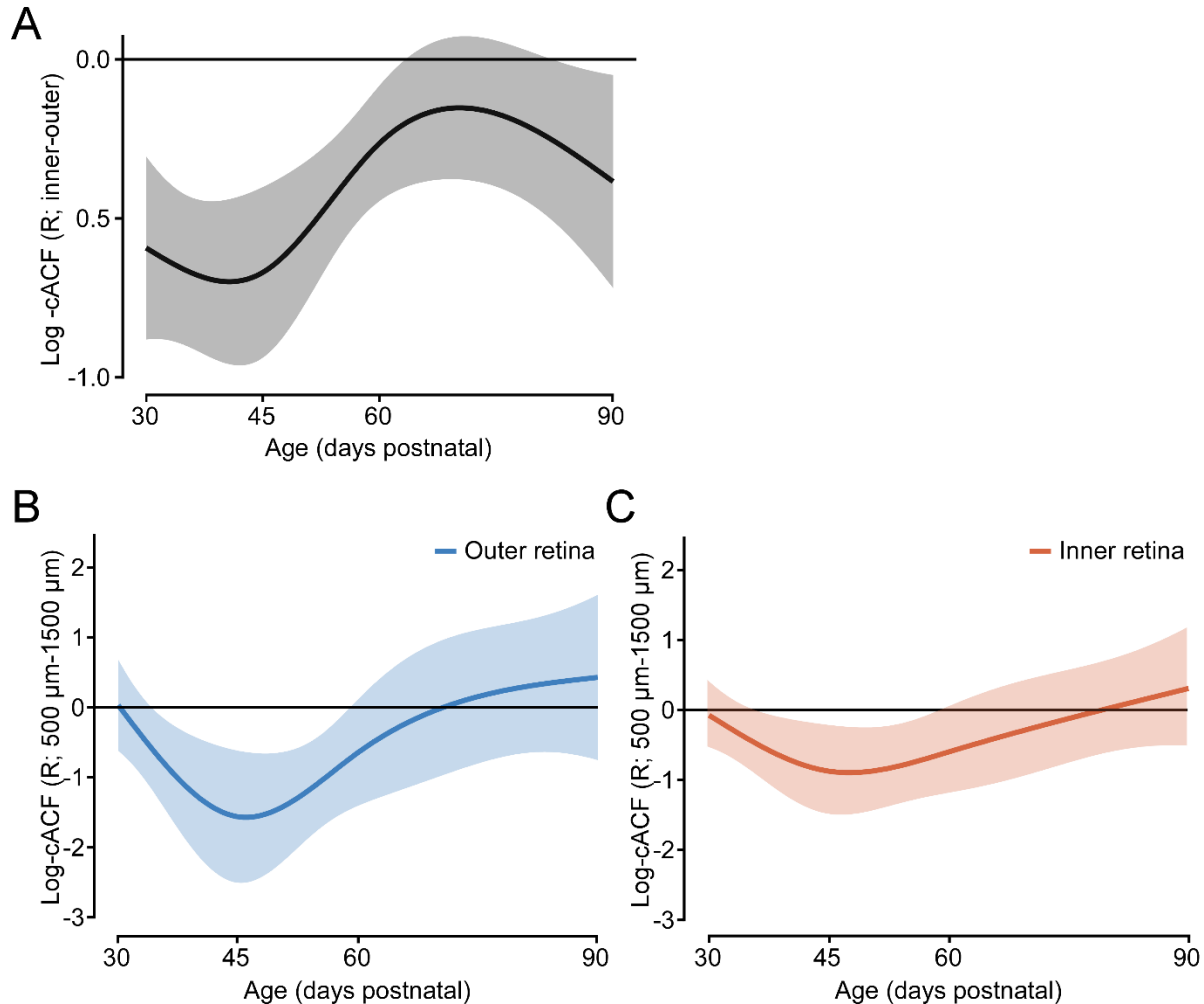 A
Log -cACF (R; inner-outer)
0.0
0.5
-1.0
30 45 60 90
Age (days postnatal)
B
Log-cACF (R; 500 µm-1500 µm)
Outer retina
2
1
0
-1
-2
-3
30 45 60 90
Age (days postnatal)
C
Log-cACF (R; 500 µm-1500 µm)
Inner retina
2
1
0
-1
-2
-3
30 45 60 90
Age (days postnatal)